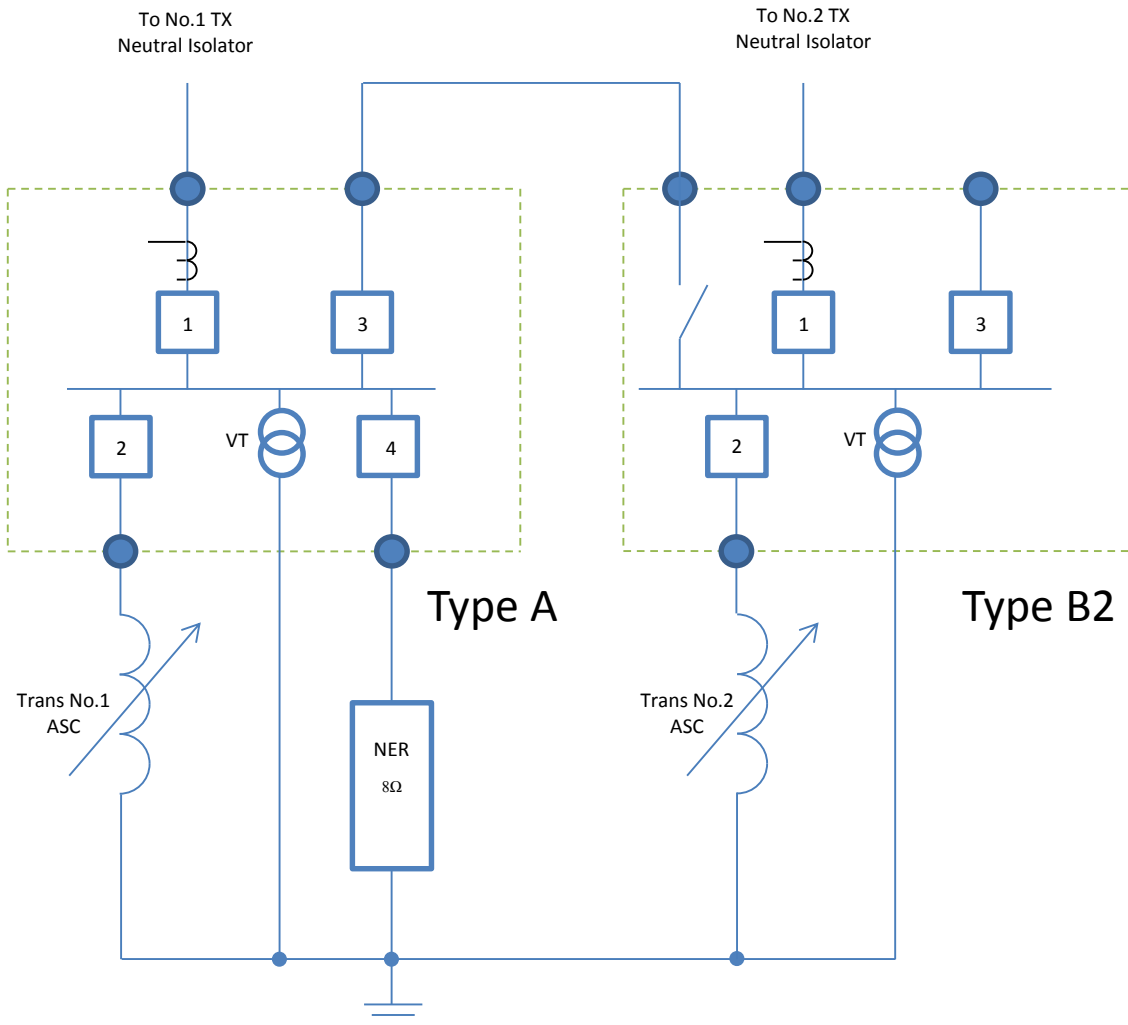 To No.1 TX
Neutral Isolator
To No.2 TX
Neutral Isolator
1
3
1
3
2
VT
4
2
VT
Type A
Type B2
Trans No.1
ASC
Trans No.2
ASC
NER
8Ω